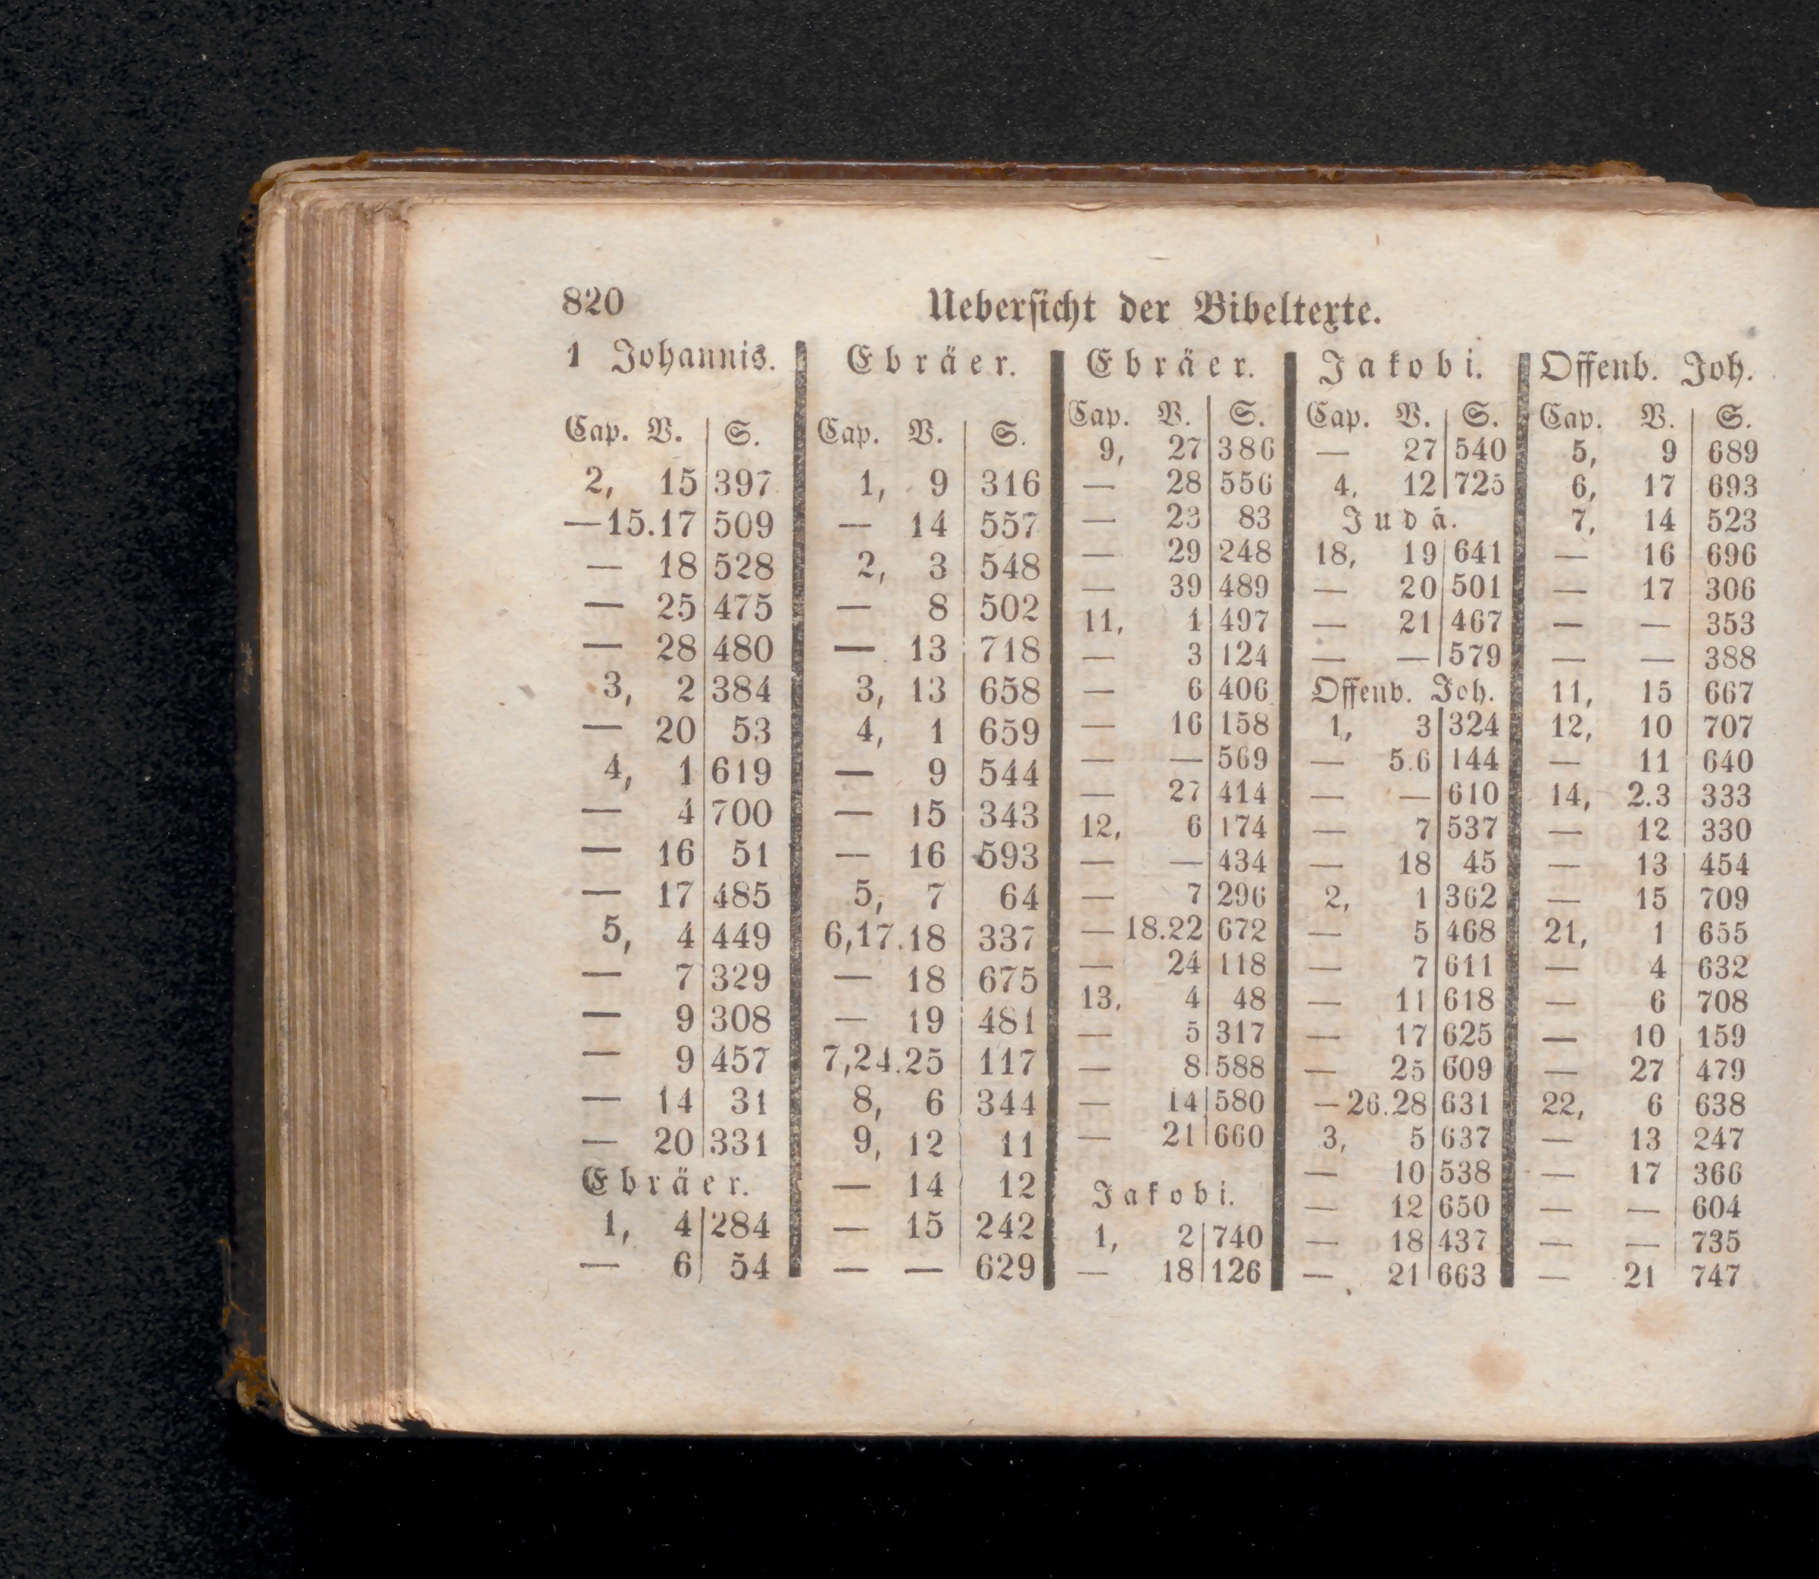 820
Uebersicht der Bibeltexte.
1 Johannis.
Cap. V. S.
2, 15 397
—15.17 509
— 18 528
— 25 475
— 28 480
3, 2 384
— 20 53
4, 1 619
— 4 700
— 16 51
— 17 485
5, 4 449
— 7 329
— 9 308
— 9 457
— 14 31
— 20 331
Ebräer.
1, 4 284
— 6 54
Ebräer.
Cap. V. S.
1, 9 316
— 14 557
2, 3 548
— 8 502
— 13 718
3, 13 658
4, 1 659
— 9 544
— 15 343
— 16 593
5, 7 64
6,17.18 337
— 18 675
— 19 481
7,24.25 117
8, 6 344
9, 12 11
— 14 12
— 15 242
— — 629
Ebräer.
Cap. V. S.
9, 27 386
— 28 556
— 23 83
— 29 248
— 39 489
11, 1 497
— 3 124
— 6 406
— 16 158
— — 569
— 27 414
12, 6 174
— — 434
— 7 296
— 18.22 672
— 24 118
13, 4 48
— 5 317
— 8 588
— 14 580
— 21 660
Jakobi.
1, 2 740
— 18 126
Jakobi.
Cap. V. S.
— 27 540
4, 12 725
Judä.
18, 19 641
— 20 501
— 21 467
— — 579
Offenb. Joh.
1, 3 324
— 5.6 144
— — 610
— 7 537
— 18 45
2, 1 362
— 5 468
— 7 611
— 11 618
— 17 625
— 25 609
— 26.28 631
3, 5 637
— 10 538
— 12 650
— 18 437
— 21 663
Offenb. Joh.
Cap. V. S.
5, 9 689
6, 17 693
7, 14 523
— 16 696
— 17 306
— — 353
— — 388
11, 15 667
12, 10 707
— 11 640
14, 2.3 333
— 12 330
— 13 454
— 15 709
21, 1 655
— 4 632
— 6 708
— 10 159
— 27 479
22, 6 638
— 13 247
— 17 366
— — 604
— — 735
— 21 747